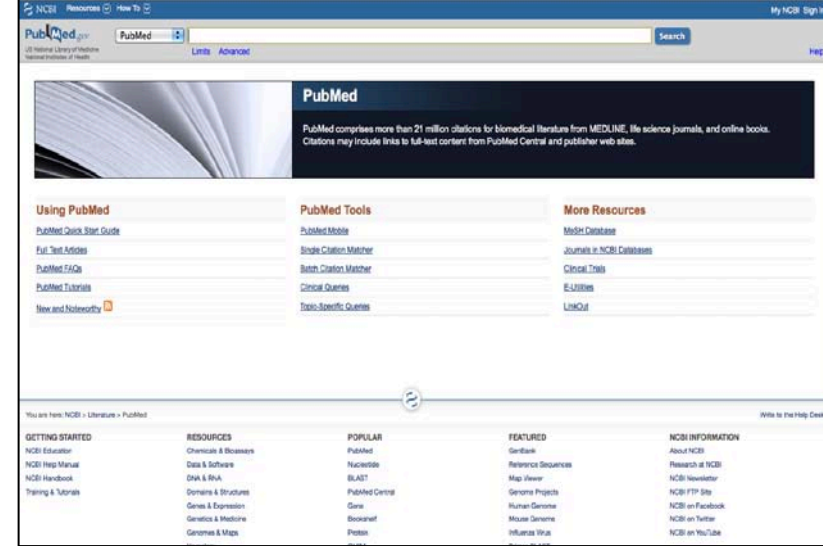 NCBI Resources How To My NCBI Sign In
PubMed.gov PubMed Search
US National Library of Medicine
National Institutes of Health
Limits Advanced Help
PubMed
PubMed comprises more than 21 million citations for biomedical literature from MEDLINE, life science journals, and online books.
Citations may include links to full-text content from PubMed Central and publisher web sites.
Using PubMed
PubMed Quick Start Guide
Full Text Articles
PubMed FAQs
PubMed Tutorials
New and Noteworthy
PubMed Tools
PubMed Mobile
Single Citation Matcher
Batch Citation Matcher
Clinical Queries
Topic-Specific Queries
More Resources
MeSH Database
Journals in NCBI Databases
Clinical Trials
E-Utilities
LinkOut
You are here: NCBI > Literature > PubMed Write to the Help Desk
GETTING STARTED
NCBI Education
NCBI Help Manual
NCBI Handbook
Training & Tutorials
RESOURCES
Chemicals & Bioassays
Data & Software
DNA & RNA
Domains & Structures
Genes & Expression
Genetics & Medicine
Genomes & Maps
POPULAR
PubMed
Nucleotide
BLAST
PubMed Central
Gene
Bookshelf
Protein
FEATURED
GenBank
Reference Sequences
Map Viewer
Genome Projects
Human Genome
Mouse Genome
Influenza Virus
NCBI INFORMATION
About NCBI
Research at NCBI
NCBI Newsletter
NCBI FTP Site
NCBI on Facebook
NCBI on Twitter
NCBI on YouTube